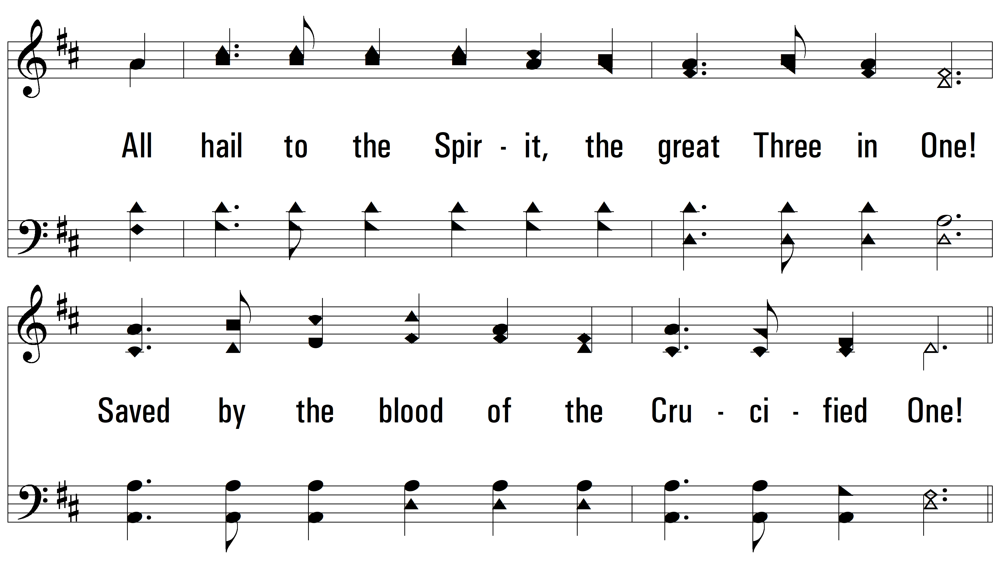 All hail to the Spir - it, the great Three in One!
Saved by the blood of the Cru - ci - fied One!